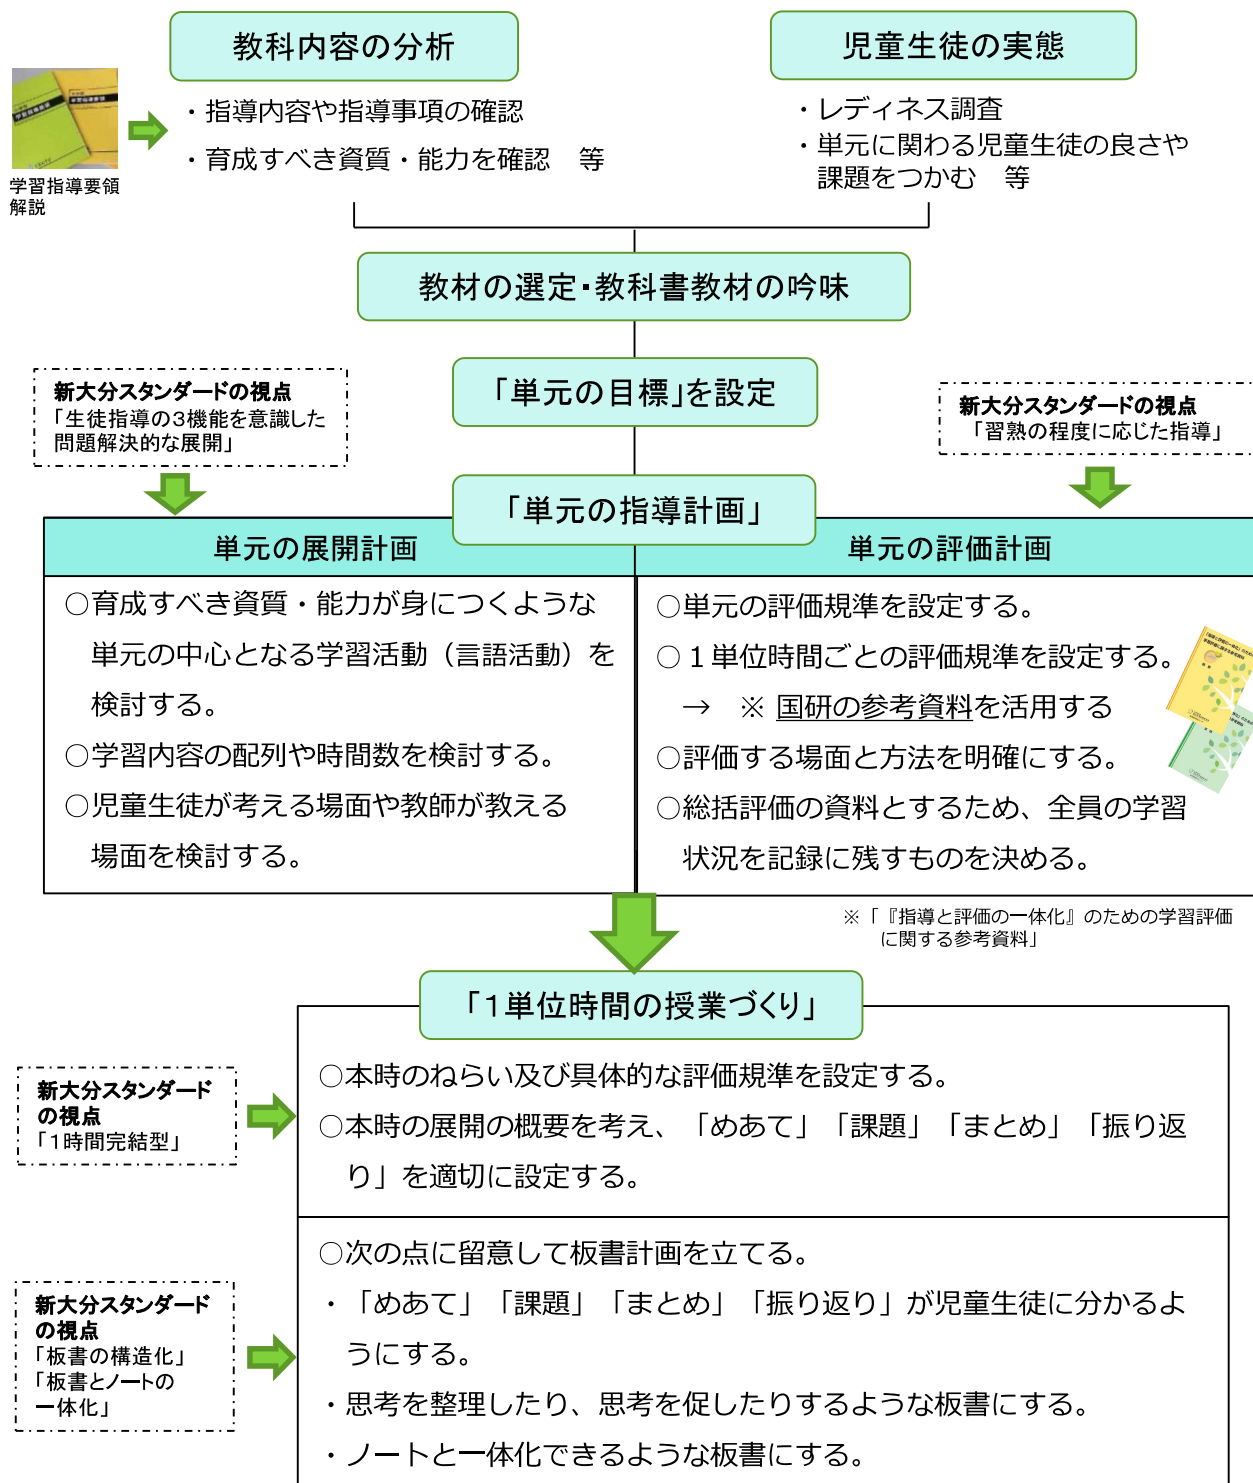 教科内容の分析
児童生徒の実態
・指導内容や指導事項の確認
・育成すべき資質・能力を確認　等
学習指導要領
解説
・レディネス調査
・単元に関わる児童生徒の良さや
課題をつかむ　等
教材の選定・教科書教材の吟味
「単元の目標」を設定
新大分スタンダードの視点
「生徒指導の３機能を意識した
問題解決的な展開」
新大分スタンダードの視点
「習熟の程度に応じた指導」
「単元の指導計画」
単元の展開計画
○育成すべき資質・能力が身につくような
単元の中心となる学習活動（言語活動）を
検討する。
○学習内容の配列や時間数を検討する。
○児童生徒が考える場面や教師が教える
場面を検討する。
単元の評価計画
○単元の評価規準を設定する。
○１単位時間ごとの評価規準を設定する。
→　※ 国研の参考資料を活用する
○評価する場面と方法を明確にする。
○総括評価の資料とするため、全員の学習
状況を記録に残すものを決める。
※「『指導と評価の一体化』のための学習評価
に関する参考資料」
「１単位時間の授業づくり」
新大分スタンダード
の視点
「１時間完結型」
○本時のねらい及び具体的な評価規準を設定する。
○本時の展開の概要を考え、「めあて」「課題」「まとめ」「振り返
り」を適切に設定する。
新大分スタンダード
の視点
「板書の構造化」
「板書とノートの
一体化」
○次の点に留意して板書計画を立てる。
・「めあて」「課題」「まとめ」「振り返り」が児童生徒に分かるよ
うにする。
・思考を整理したり、思考を促したりするような板書にする。
・ノートと一体化できるような板書にする。